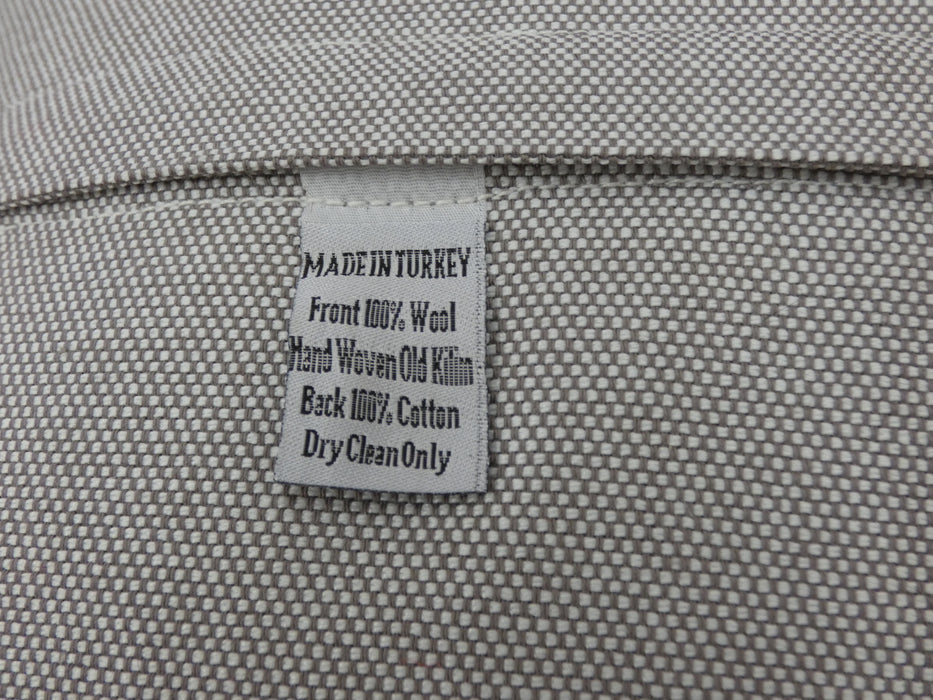 MADE IN TURKEY
Front 100% Wool
Hand Woven Old Kilim
Back 100% Cotton
Dry Clean Only